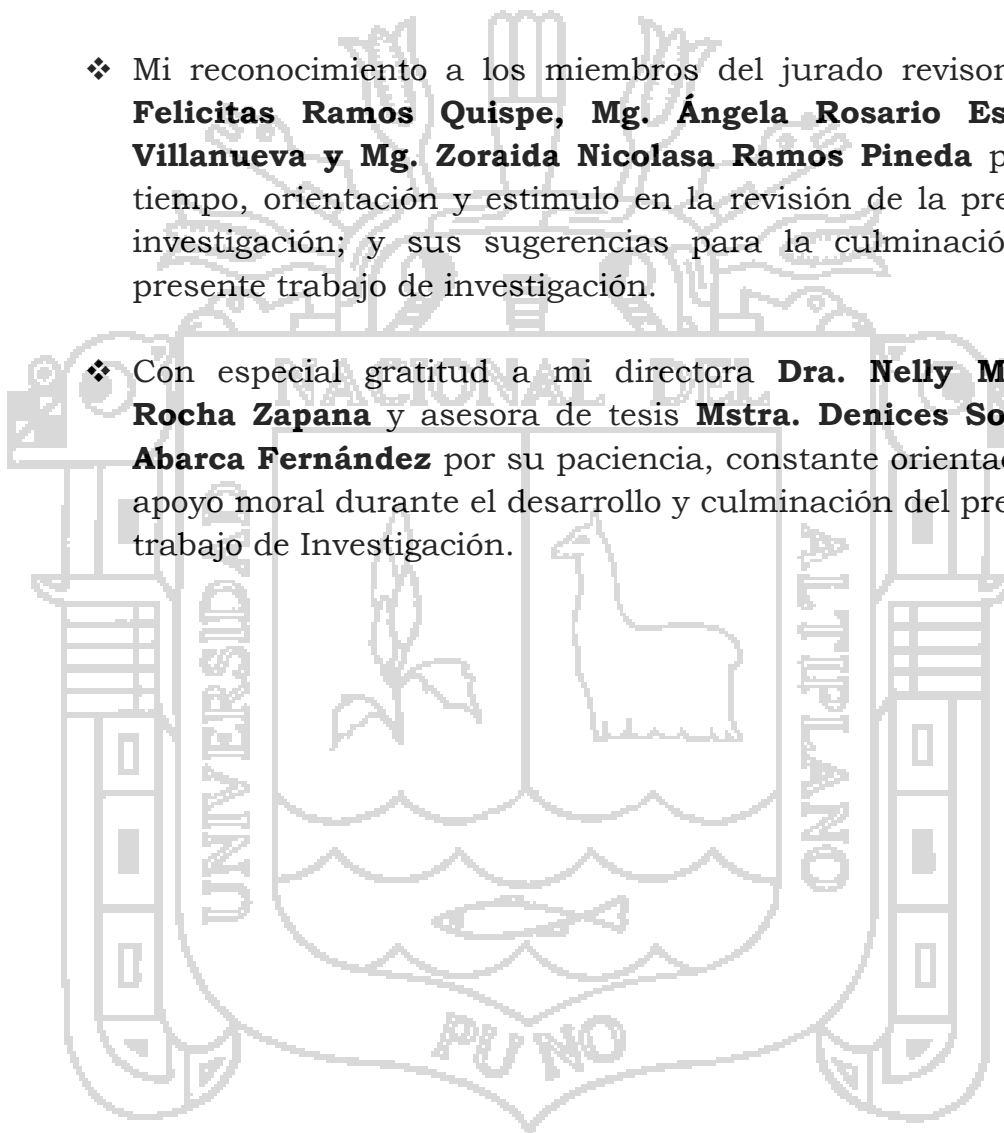 ❖ Mi reconocimiento a los miembros del jurado revisor
Felicitas Ramos Quispe, Mg. Ángela Rosario Es
Villanueva y Mg. Zoraida Nicolasa Ramos Pineda p
tiempo, orientación y estimulo en la revisión de la pre
investigación; y sus sugerencias para la culminació
presente trabajo de investigación.
❖ Con especial gratitud a mi directora Dra. Nelly M
Rocha Zapana y asesora de tesis Mstra. Denices So
Abarca Fernández por su paciencia, constante orienta
apoyo moral durante el desarrollo y culminación del pre
trabajo de Investigación.
NACIONAL DEL
UNIVERSIDAD
ALTIPLANO
PUNO